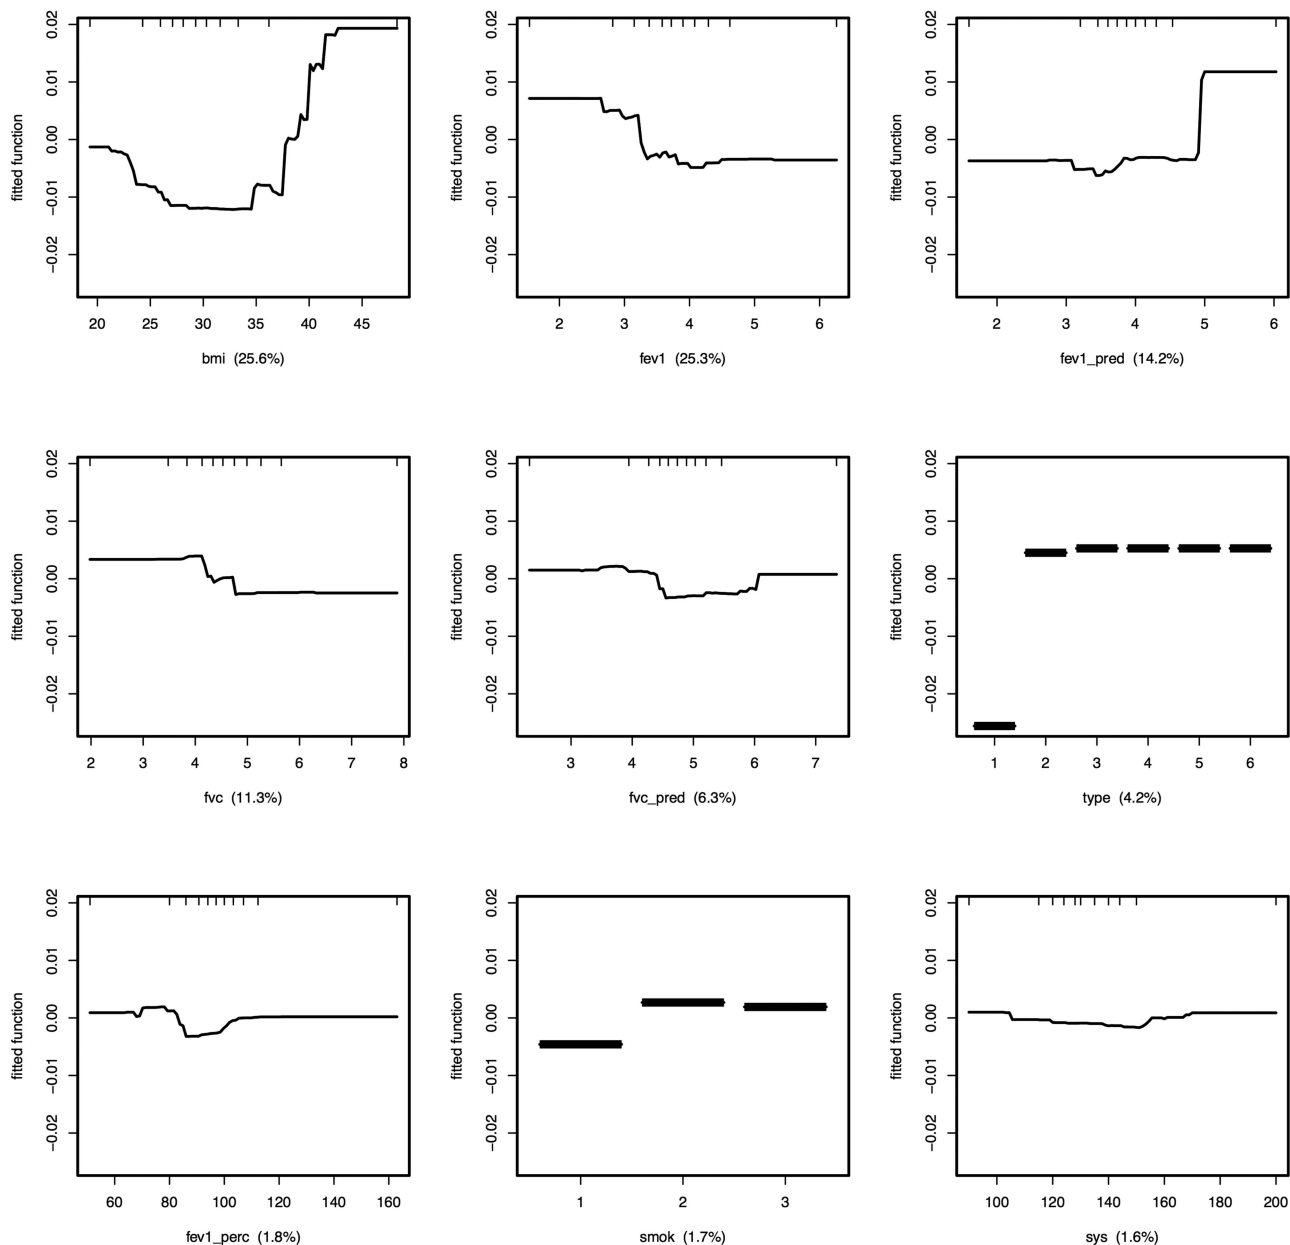 fitted function
0.02
0.01
0.00
−0.01
−0.02
20 25 30 35 40 45
bmi (25.6%)
fitted function
0.02
0.01
0.00
−0.01
−0.02
2 3 4 5 6
fev1 (25.3%)
fitted function
0.02
0.01
0.00
−0.01
−0.02
2 3 4 5 6
fev1_pred (14.2%)
fitted function
0.02
0.01
0.00
−0.01
−0.02
2 3 4 5 6 7 8
fvc (11.3%)
fitted function
0.02
0.01
0.00
−0.01
−0.02
3 4 5 6 7
fvc_pred (6.3%)
fitted function
0.02
0.01
0.00
−0.01
−0.02
1 2 3 4 5 6
type (4.2%)
fitted function
0.02
0.01
0.00
−0.01
−0.02
60 80 100 120 140 160
fev1_perc (1.8%)
fitted function
0.02
0.01
0.00
−0.01
−0.02
1 2 3
smok (1.7%)
fitted function
0.02
0.01
0.00
−0.01
−0.02
100 120 140 160 180 200
sys (1.6%)